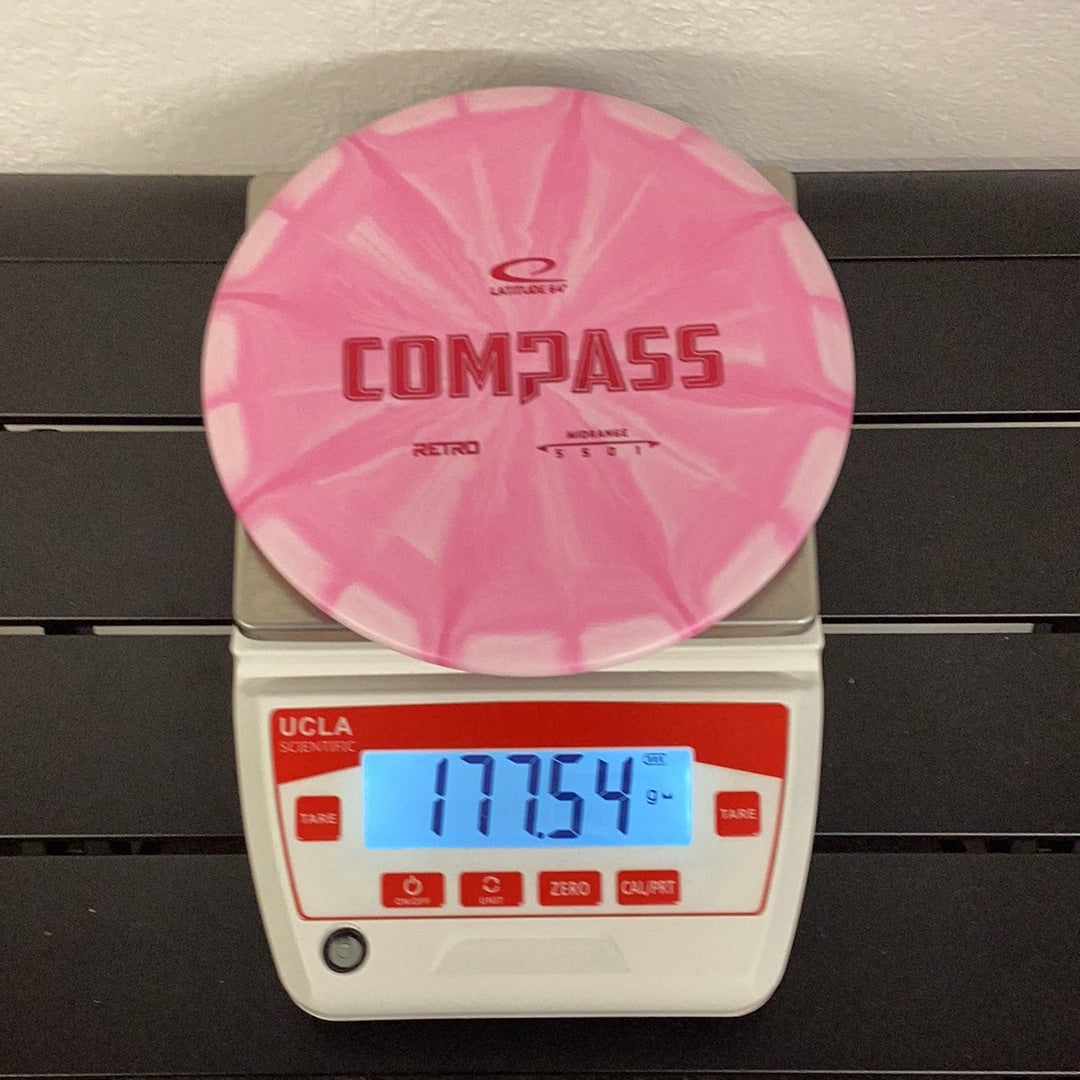 LATITUDE 64°
COMPASS
RETRO
MIDRANGE
5 5 0 1
UCLA
SCIENTIFIC
177.54 g
TARE
TARE
ON/OFF
UNIT
ZERO
CAL/PRT